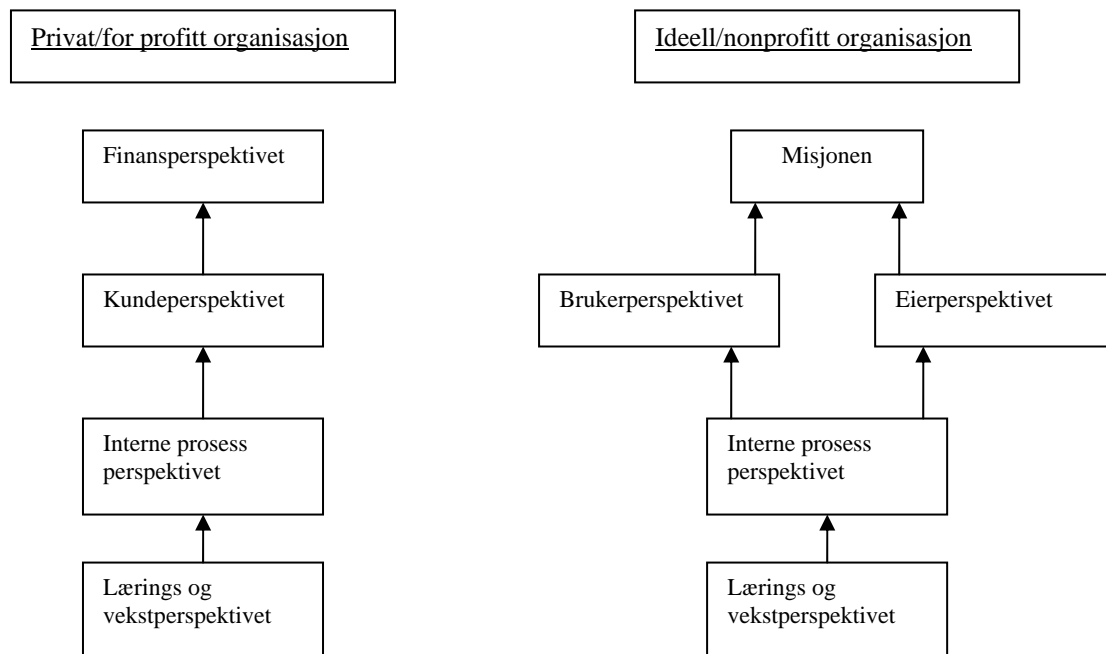 Privat/for profitt organisasjon
Finansperspektivet
Kundeperspektivet
Interne prosess
perspektivet
Lærings og
vekstperspektivet
Ideell/nonprofitt organisasjon
Misjonen
Brukerperspektivet
Eierperspektivet
Interne prosess
perspektivet
Lærings og
vekstperspektivet